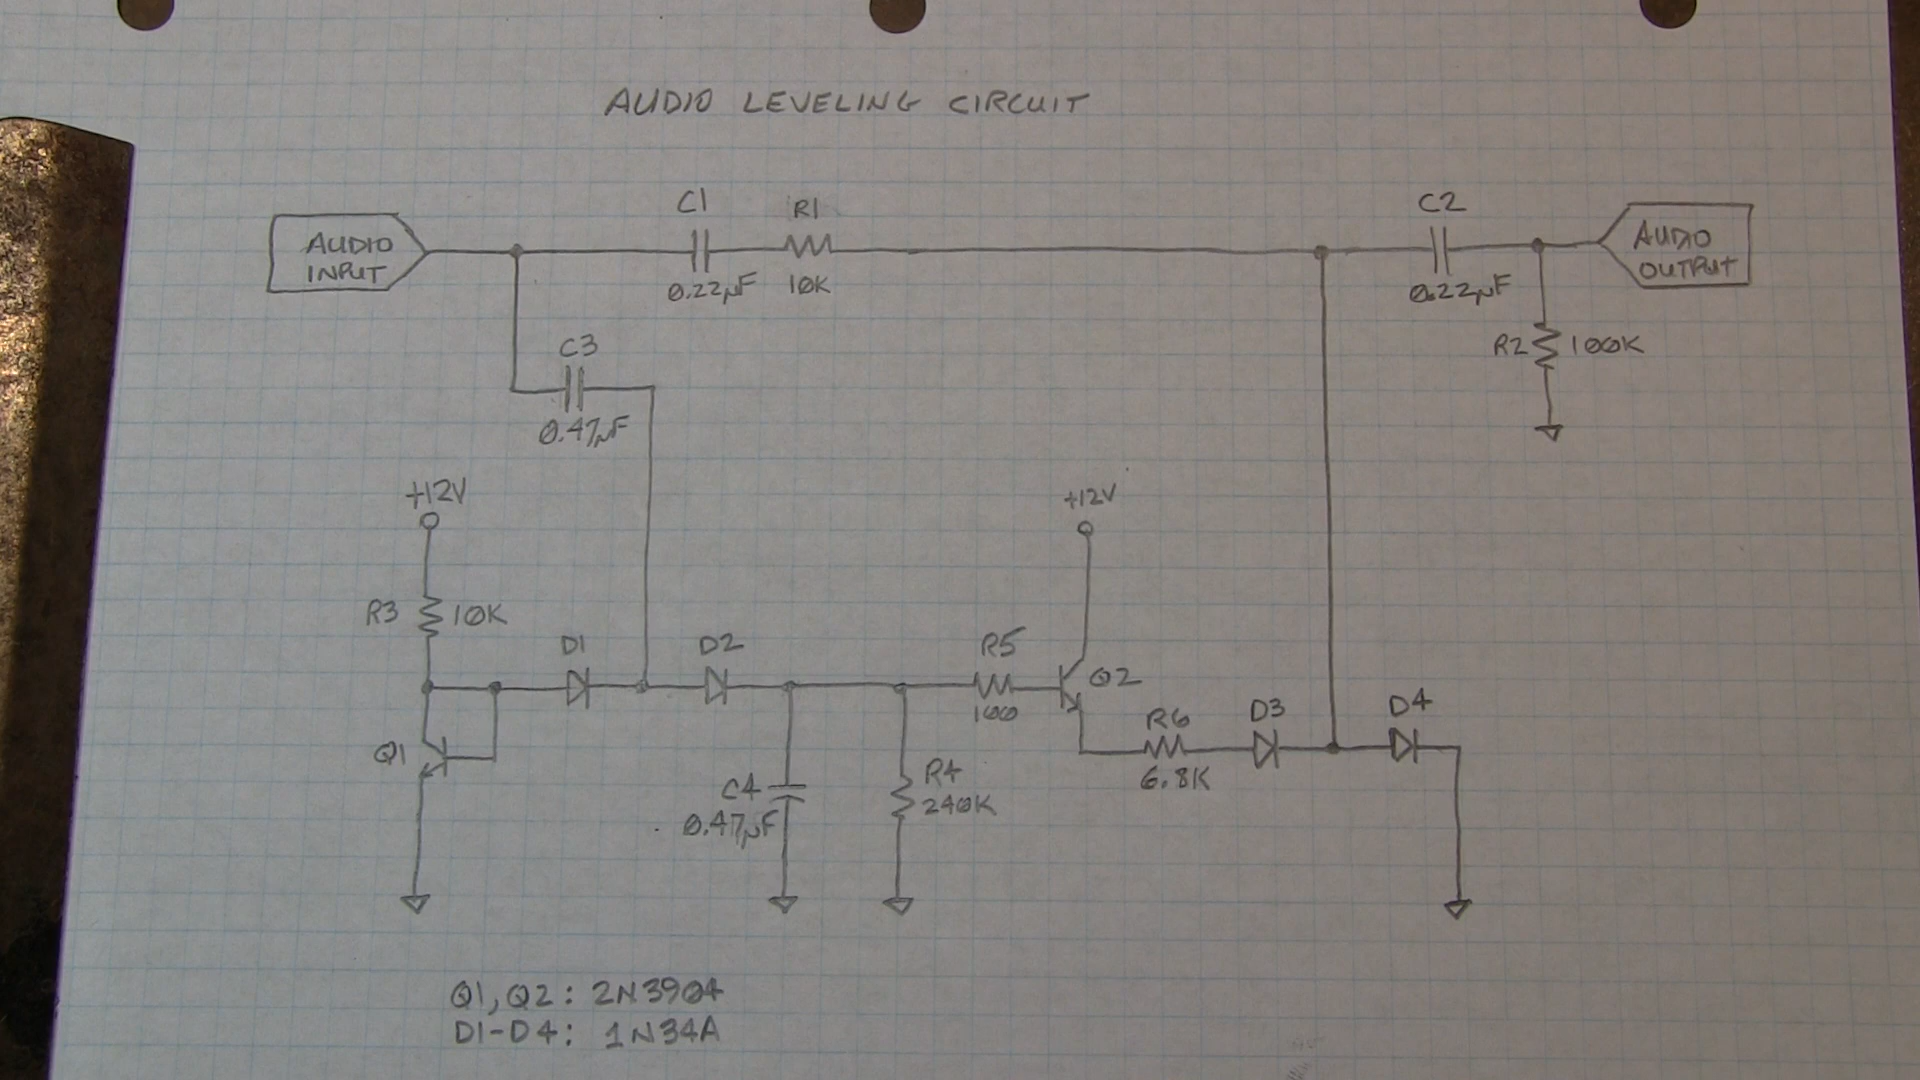 AUDIO LEVELING CIRCUIT
C1 R1 C2
AUDIO INPUT
AUDIO OUTPUT
0.22µF 10K 0.22µF
C3
R2 100K
0.47µF
+12V +12V
R3 10K
D1 D2 R5 Q2
100
Q1
R6 D3 D4
6.8K
C4
0.47µF
R4
240K
Q1, Q2: 2N3904
D1-D4: 1N34A